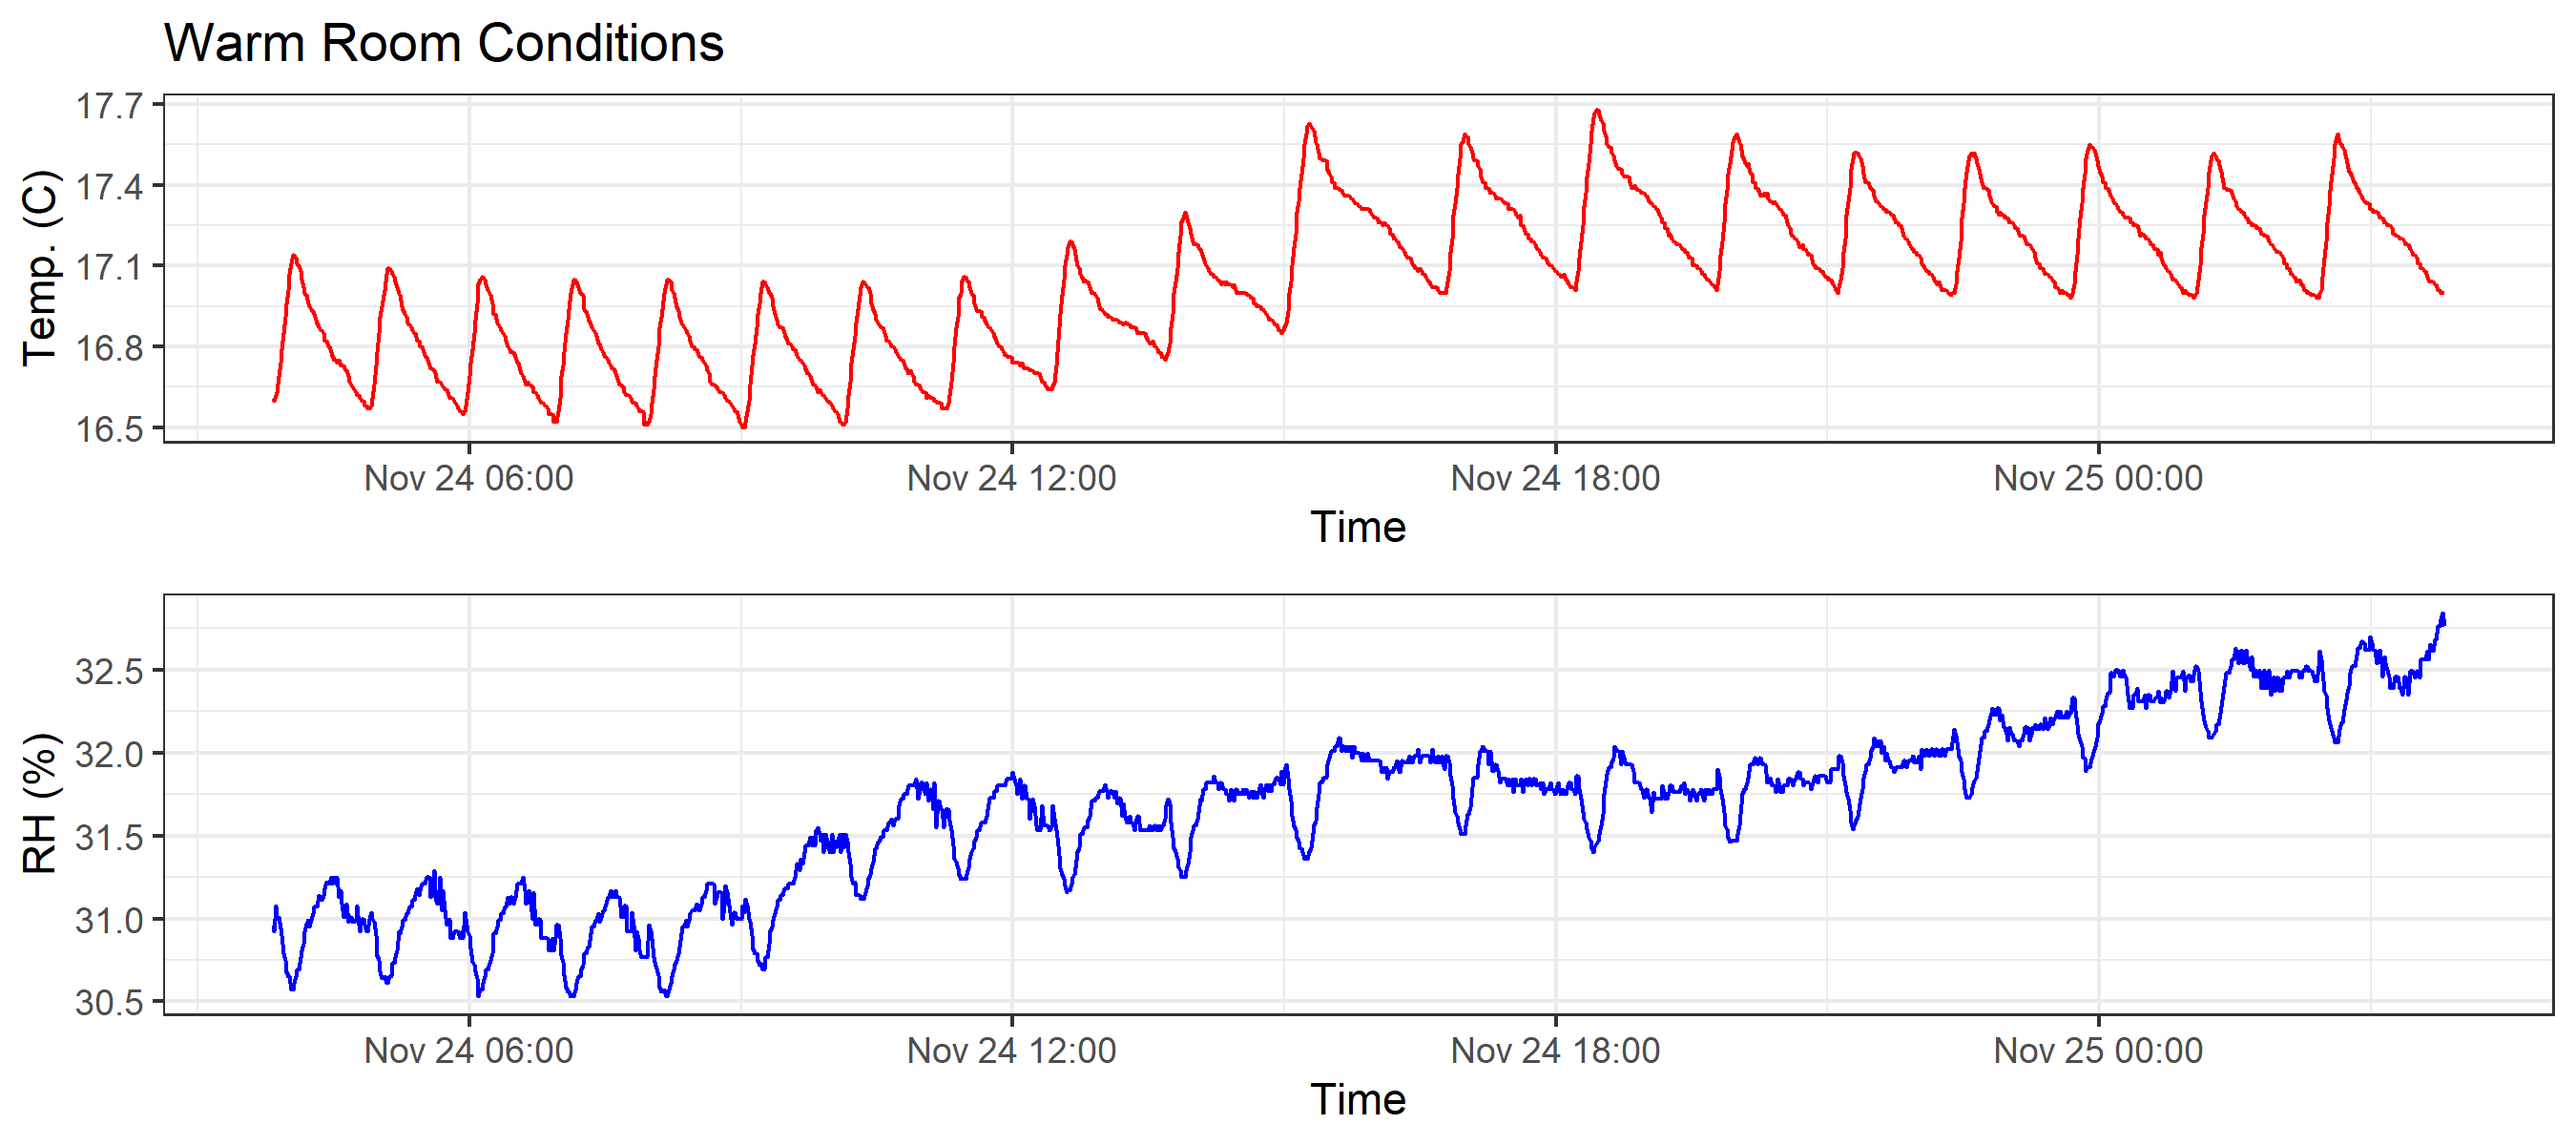 Warm Room Conditions
17.7
17.4
17.1
16.8
16.5
Temp. (C)
Nov 24 06:00 Nov 24 12:00 Nov 24 18:00 Nov 25 00:00
Time
32.5
32.0
31.5
31.0
30.5
RH (%)
Nov 24 06:00 Nov 24 12:00 Nov 24 18:00 Nov 25 00:00
Time